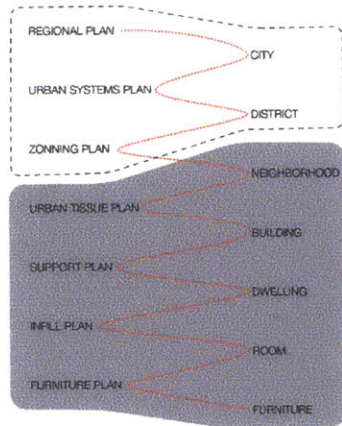 REGIONAL PLAN
CITY
URBAN SYSTEMS PLAN
DISTRICT
ZONNING PLAN
NEIGHBORHOOD
URBAN TISSUE PLAN
BUILDING
SUPPORT PLAN
DWELLING
INFILL PLAN
ROOM
FURNITURE PLAN
FURNITURE